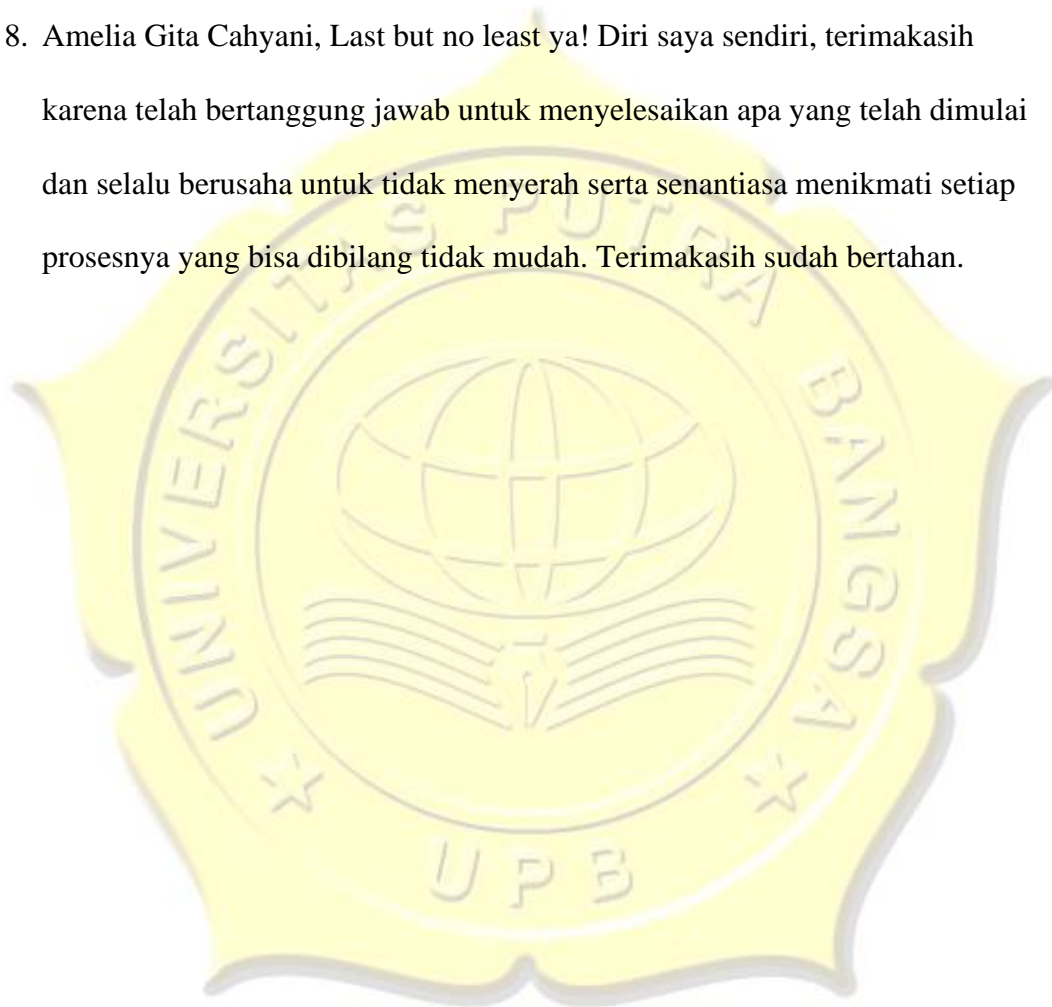 8. Amelia Gita Cahyani, Last but no least ya! Diri saya sendiri, terimakasih
karena telah bertanggung jawab untuk menyelesaikan apa yang telah dimulai
dan selalu berusaha untuk tidak menyerah serta senantiasa menikmati setiap
prosesnya yang bisa dibilang tidak mudah. Terimakasih sudah bertahan.
UNIVERSITAS PUTRA BANGSA
UPB